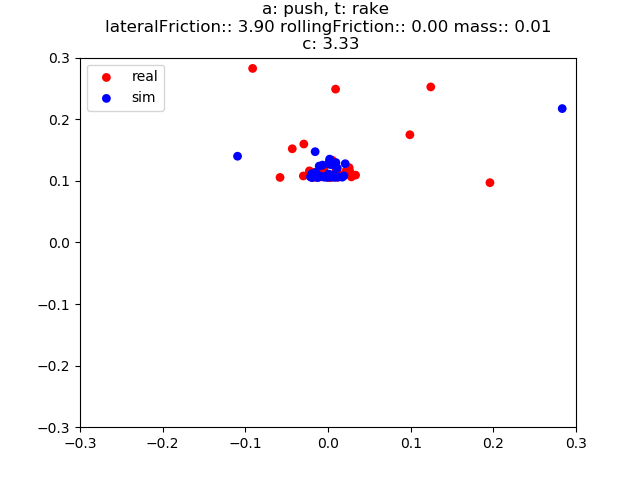 a: push, t: rake
lateralFriction:: 3.90 rollingFriction:: 0.00 mass:: 0.01
c: 3.33
real
sim
0.3
0.2
0.1
0.0
−0.1
−0.2
−0.3
−0.3
−0.2
−0.1
0.0
0.1
0.2
0.3